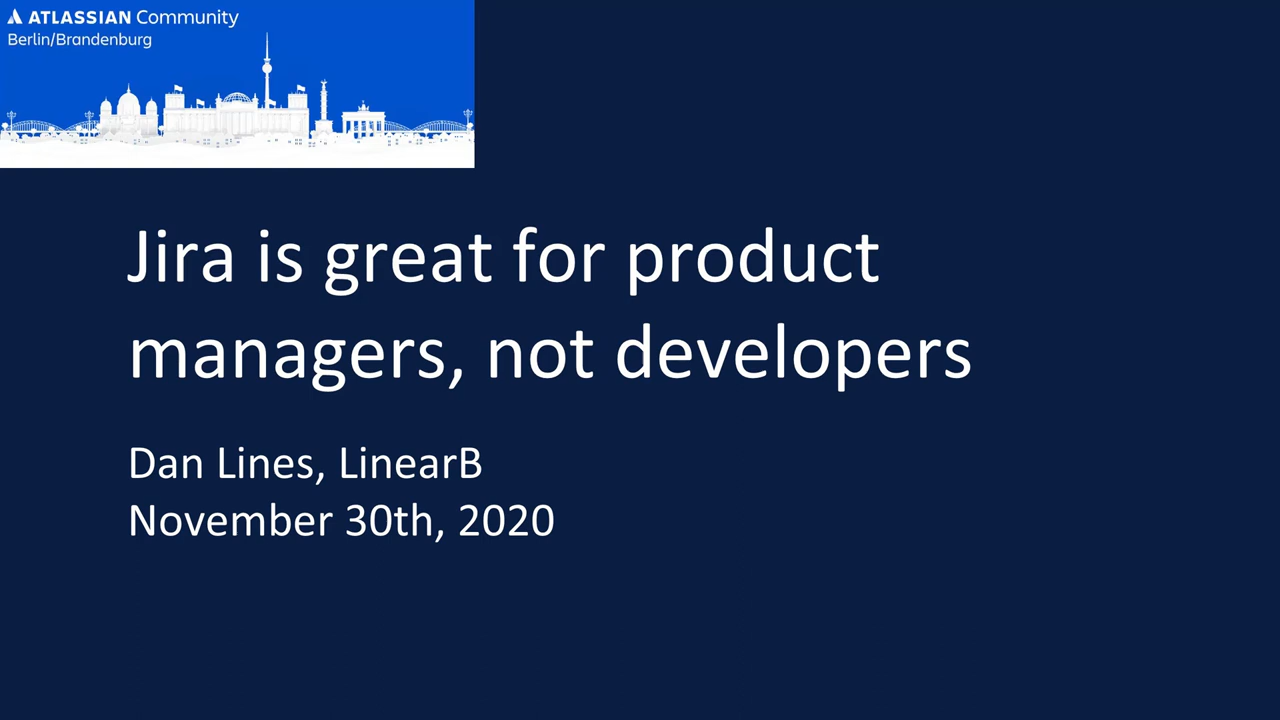 ATLASSIAN Community
Berlin/Brandenburg
Jira is great for product
managers, not developers
Dan Lines, LinearB
November 30th, 2020